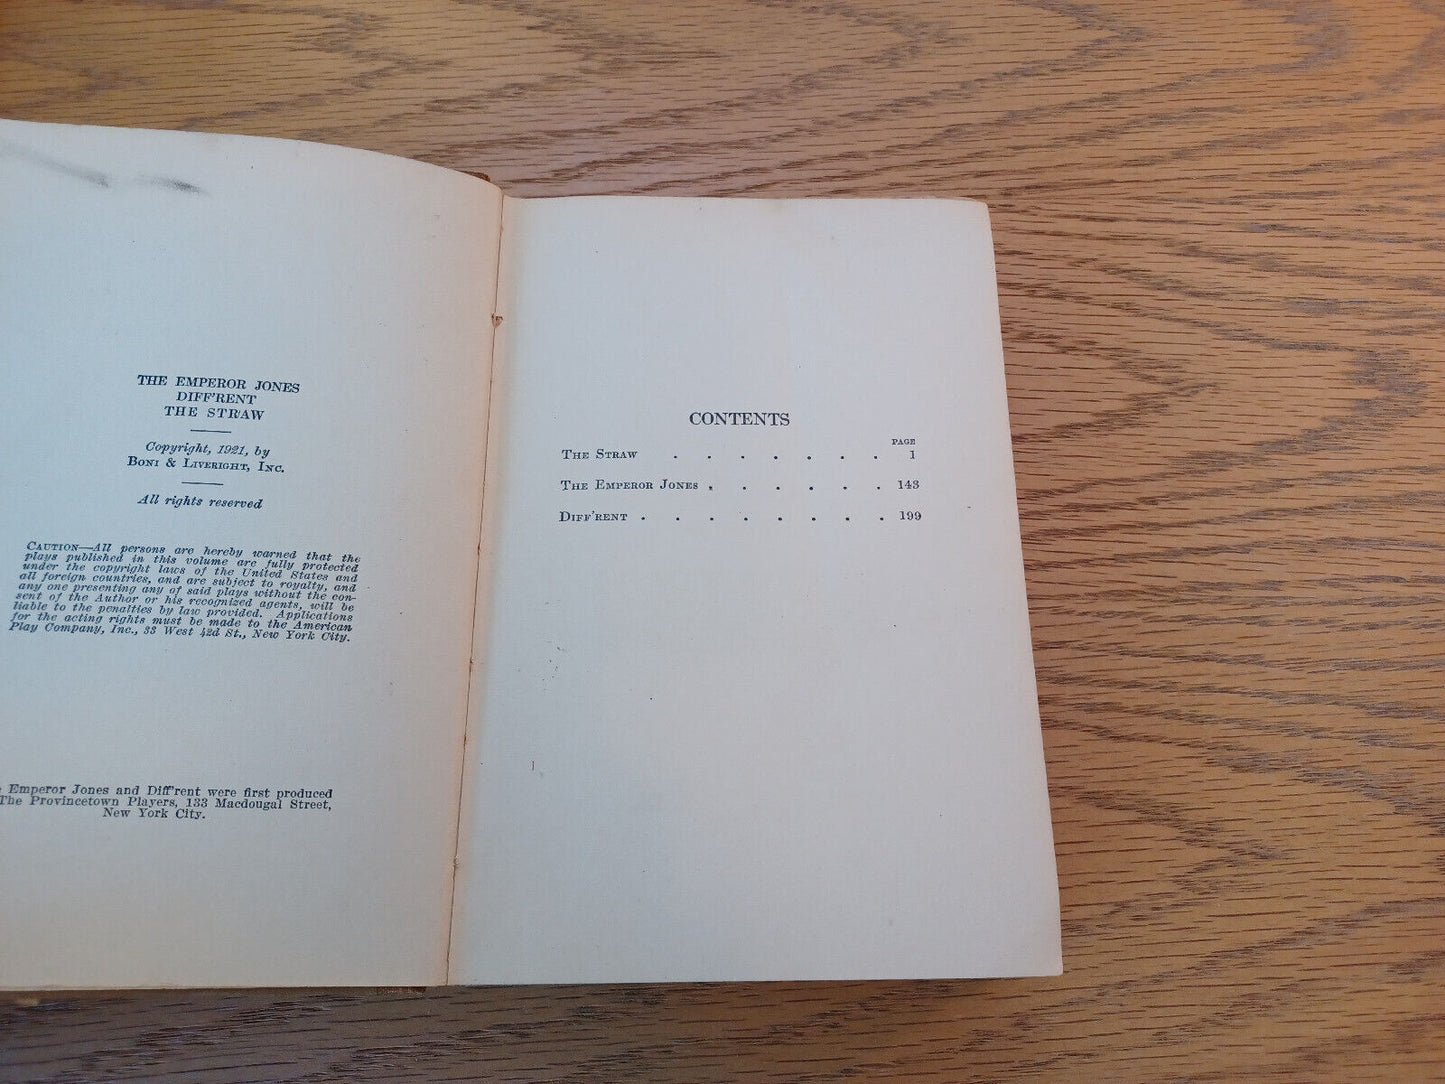 THE EMPEROR JONES
DIFF'RENT
THE STRAW
Copyright, 1921, by
BONI & LIVERIGHT, INC.
All rights reserved
CAUTION—All persons are hereby warned that the
plays published in this volume are fully protected
under the copyright laws of the United States and
all foreign countries, and are subject to royalty, and
any one presenting any of said plays without the con-
sent of the Author or his recognized agents, will be
liable to the penalties by law provided. Applications
for the acting rights must be made to the American
Play Company, Inc., 33 West 42d St., New York City.
Emperor Jones and Diff'rent were first produced
The Provincetown Players, 133 Macdougal Street,
New York City.
CONTENTS
PAGE
THE STRAW . . . . . . . 1
THE EMPEROR JONES . . . . . . 143
DIFF'RENT . . . . . . . . 199